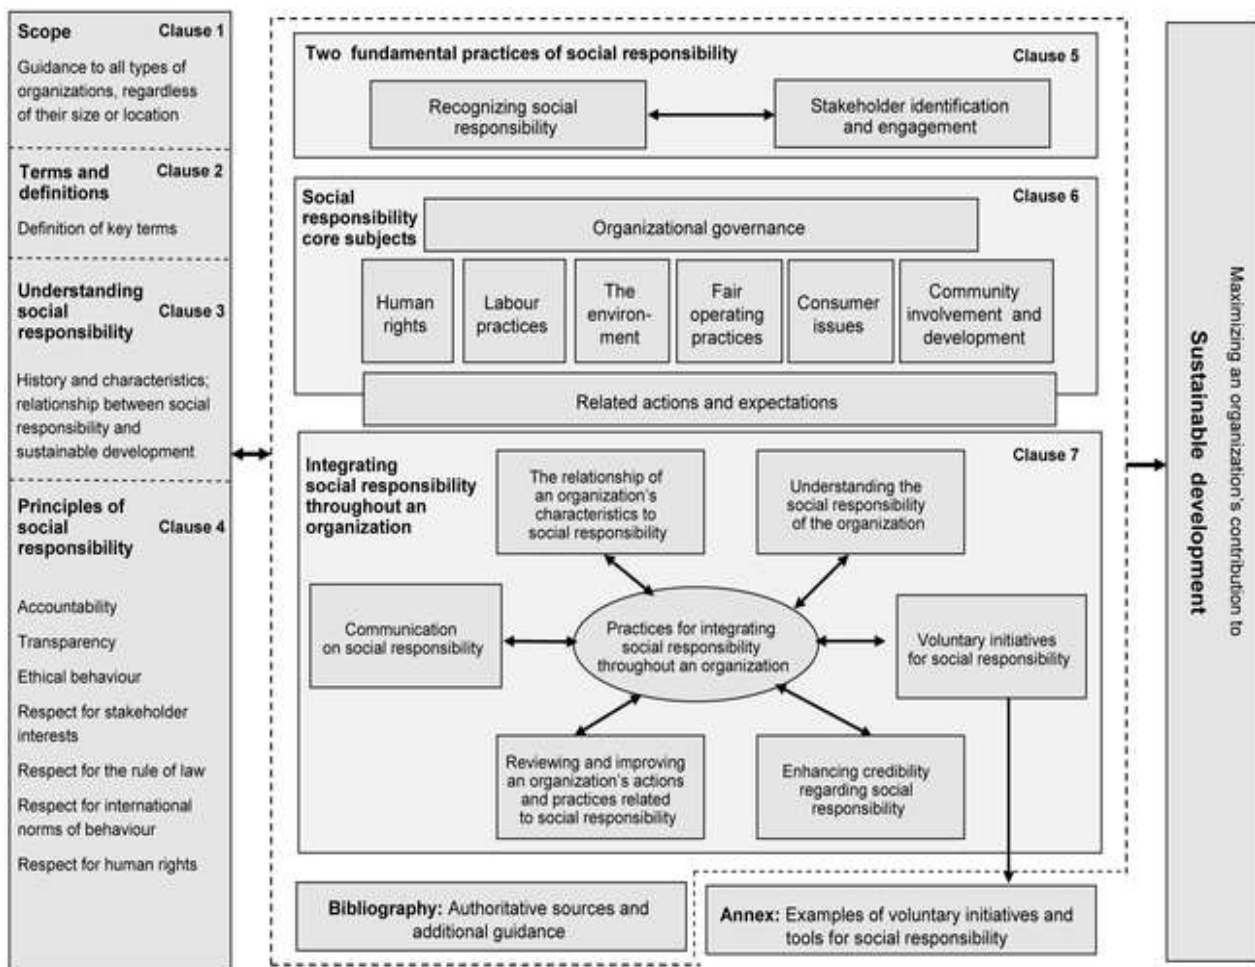 Scope Clause 1
Guidance to all types of
organizations, regardless
of their size or location
Terms and Clause 2
definitions
Definition of key terms
Understanding
social Clause 3
responsibility
History and characteristics;
relationship between social
responsibility and
sustainable development
Principles of
social Clause 4
responsibility
Accountability
Transparency
Ethical behaviour
Respect for stakeholder
interests
Respect for the rule of law
Respect for international
norms of behaviour
Respect for human rights
Two fundamental practices of social responsibility Clause 5
Recognizing social
responsibility
Stakeholder identification
and engagement
Social
responsibility
core subjects
Clause 6
Organizational governance
Human
rights
Labour
practices
The
environ-
ment
Fair
operating
practices
Consumer
issues
Community
involvement and
development
Related actions and expectations
Integrating
social responsibility
throughout an
organization
Clause 7
The relationship of
an organization's
characteristics to
social responsibility
Understanding the
social responsibility
of the organization
Communication
on social responsibility
Practices for integrating
social responsibility
throughout an organization
Voluntary initiatives
for social responsibility
Reviewing and improving
an organization's actions
and practices related
to social responsibility
Enhancing credibility
regarding social
responsibility
Bibliography: Authoritative sources and
additional guidance
Annex: Examples of voluntary initiatives and
tools for social responsibility
Maximizing an organization's contribution to
Sustainable development